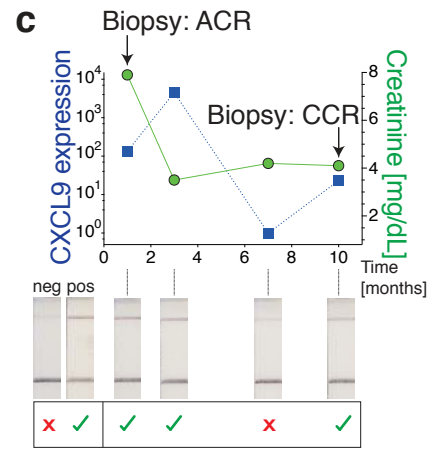 c
Biopsy: ACR
Biopsy: CCR
CXCL9 expression
10⁴
10³
10²
10¹
10⁰
8
6
4
2
Creatinine [mg/dL]
0 2 4 6 8 10
Time
[months]
neg pos
x ✓ ✓ ✓ x ✓